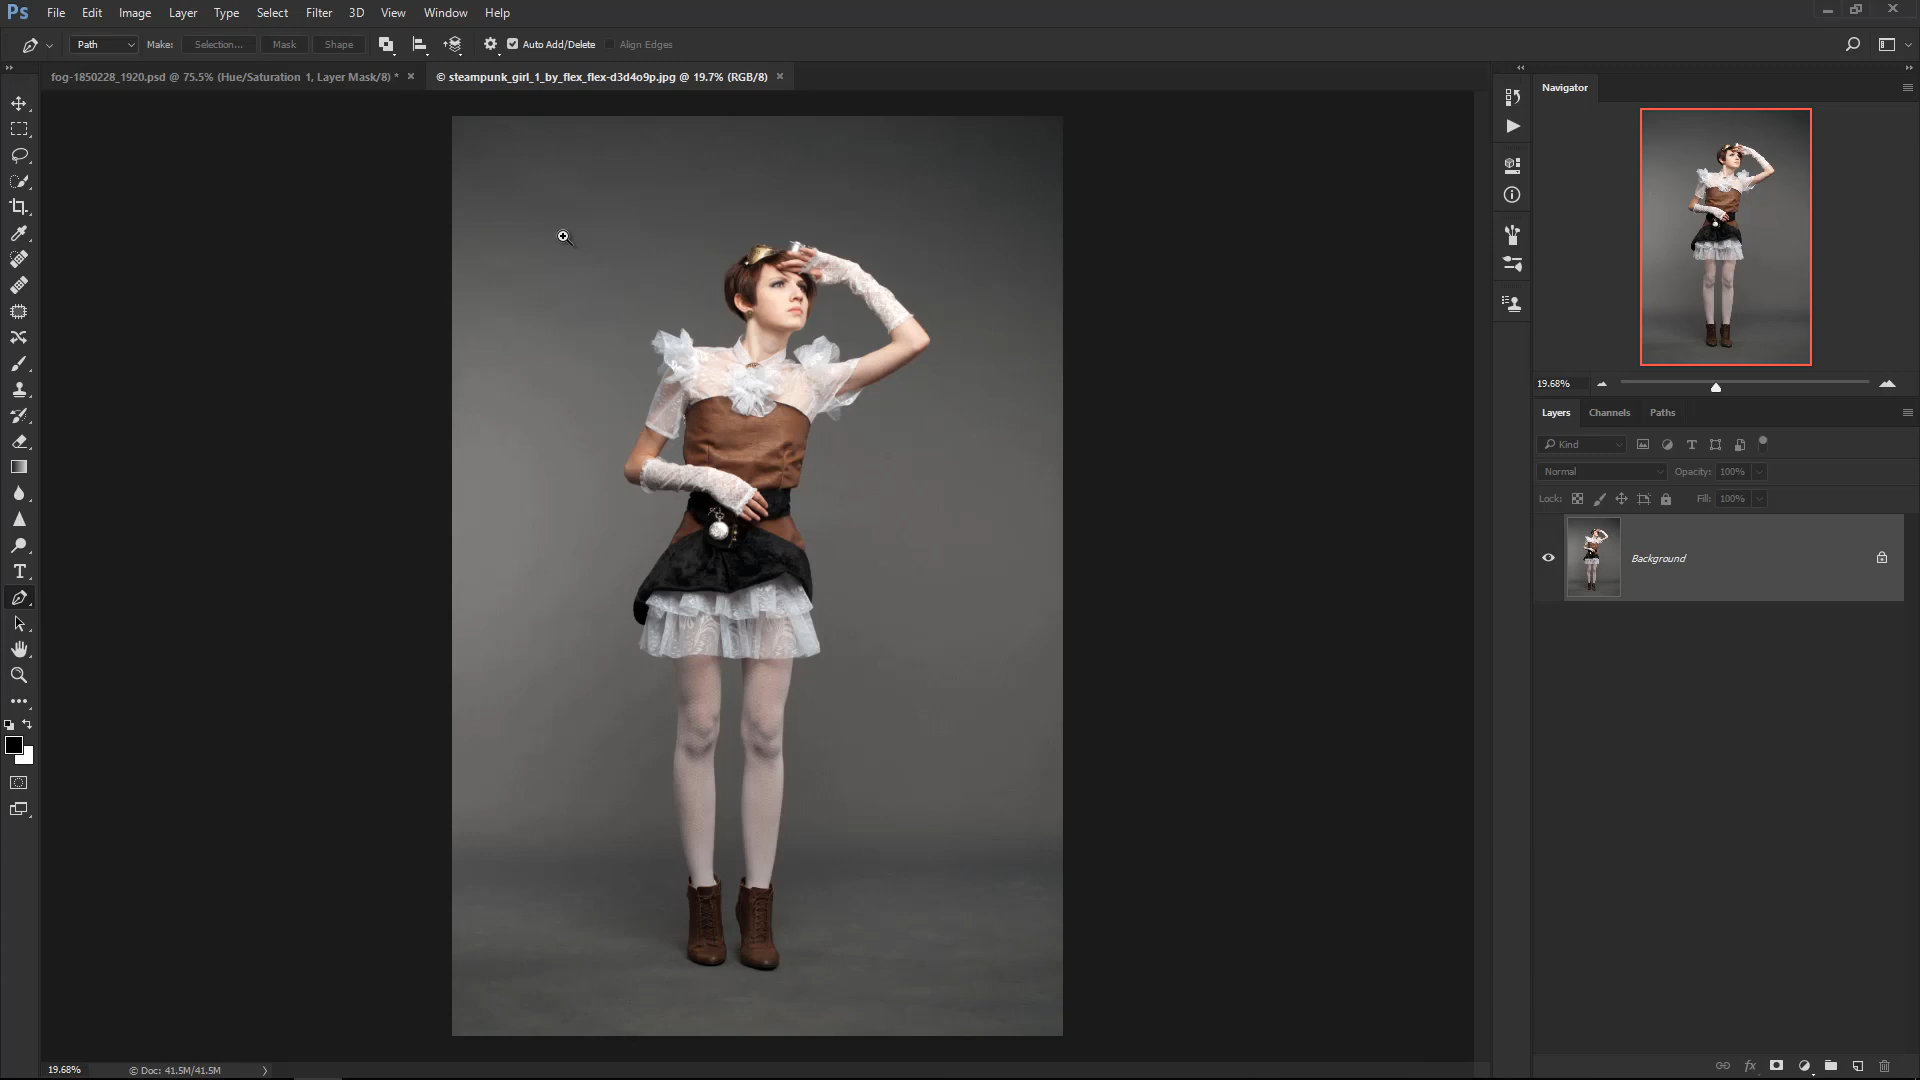 Ps File Edit Image Layer Type Select Filter 3D View Window Help
Path Make: Selection... Mask Shape Auto Add/Delete Align Edges
fog-1850228_1920.psd @ 75.5% (Hue/Saturation 1, Layer Mask/8) * × © steampunk_girl_1_by_flex_flex-d3d4o9p.jpg @ 19.7% (RGB/8) ×
Navigator
19.68%
Layers Channels Paths
Kind
Normal Opacity: 100%
Lock: Fill: 100%
Background
19.68% © Doc: 41.5M/41.5M